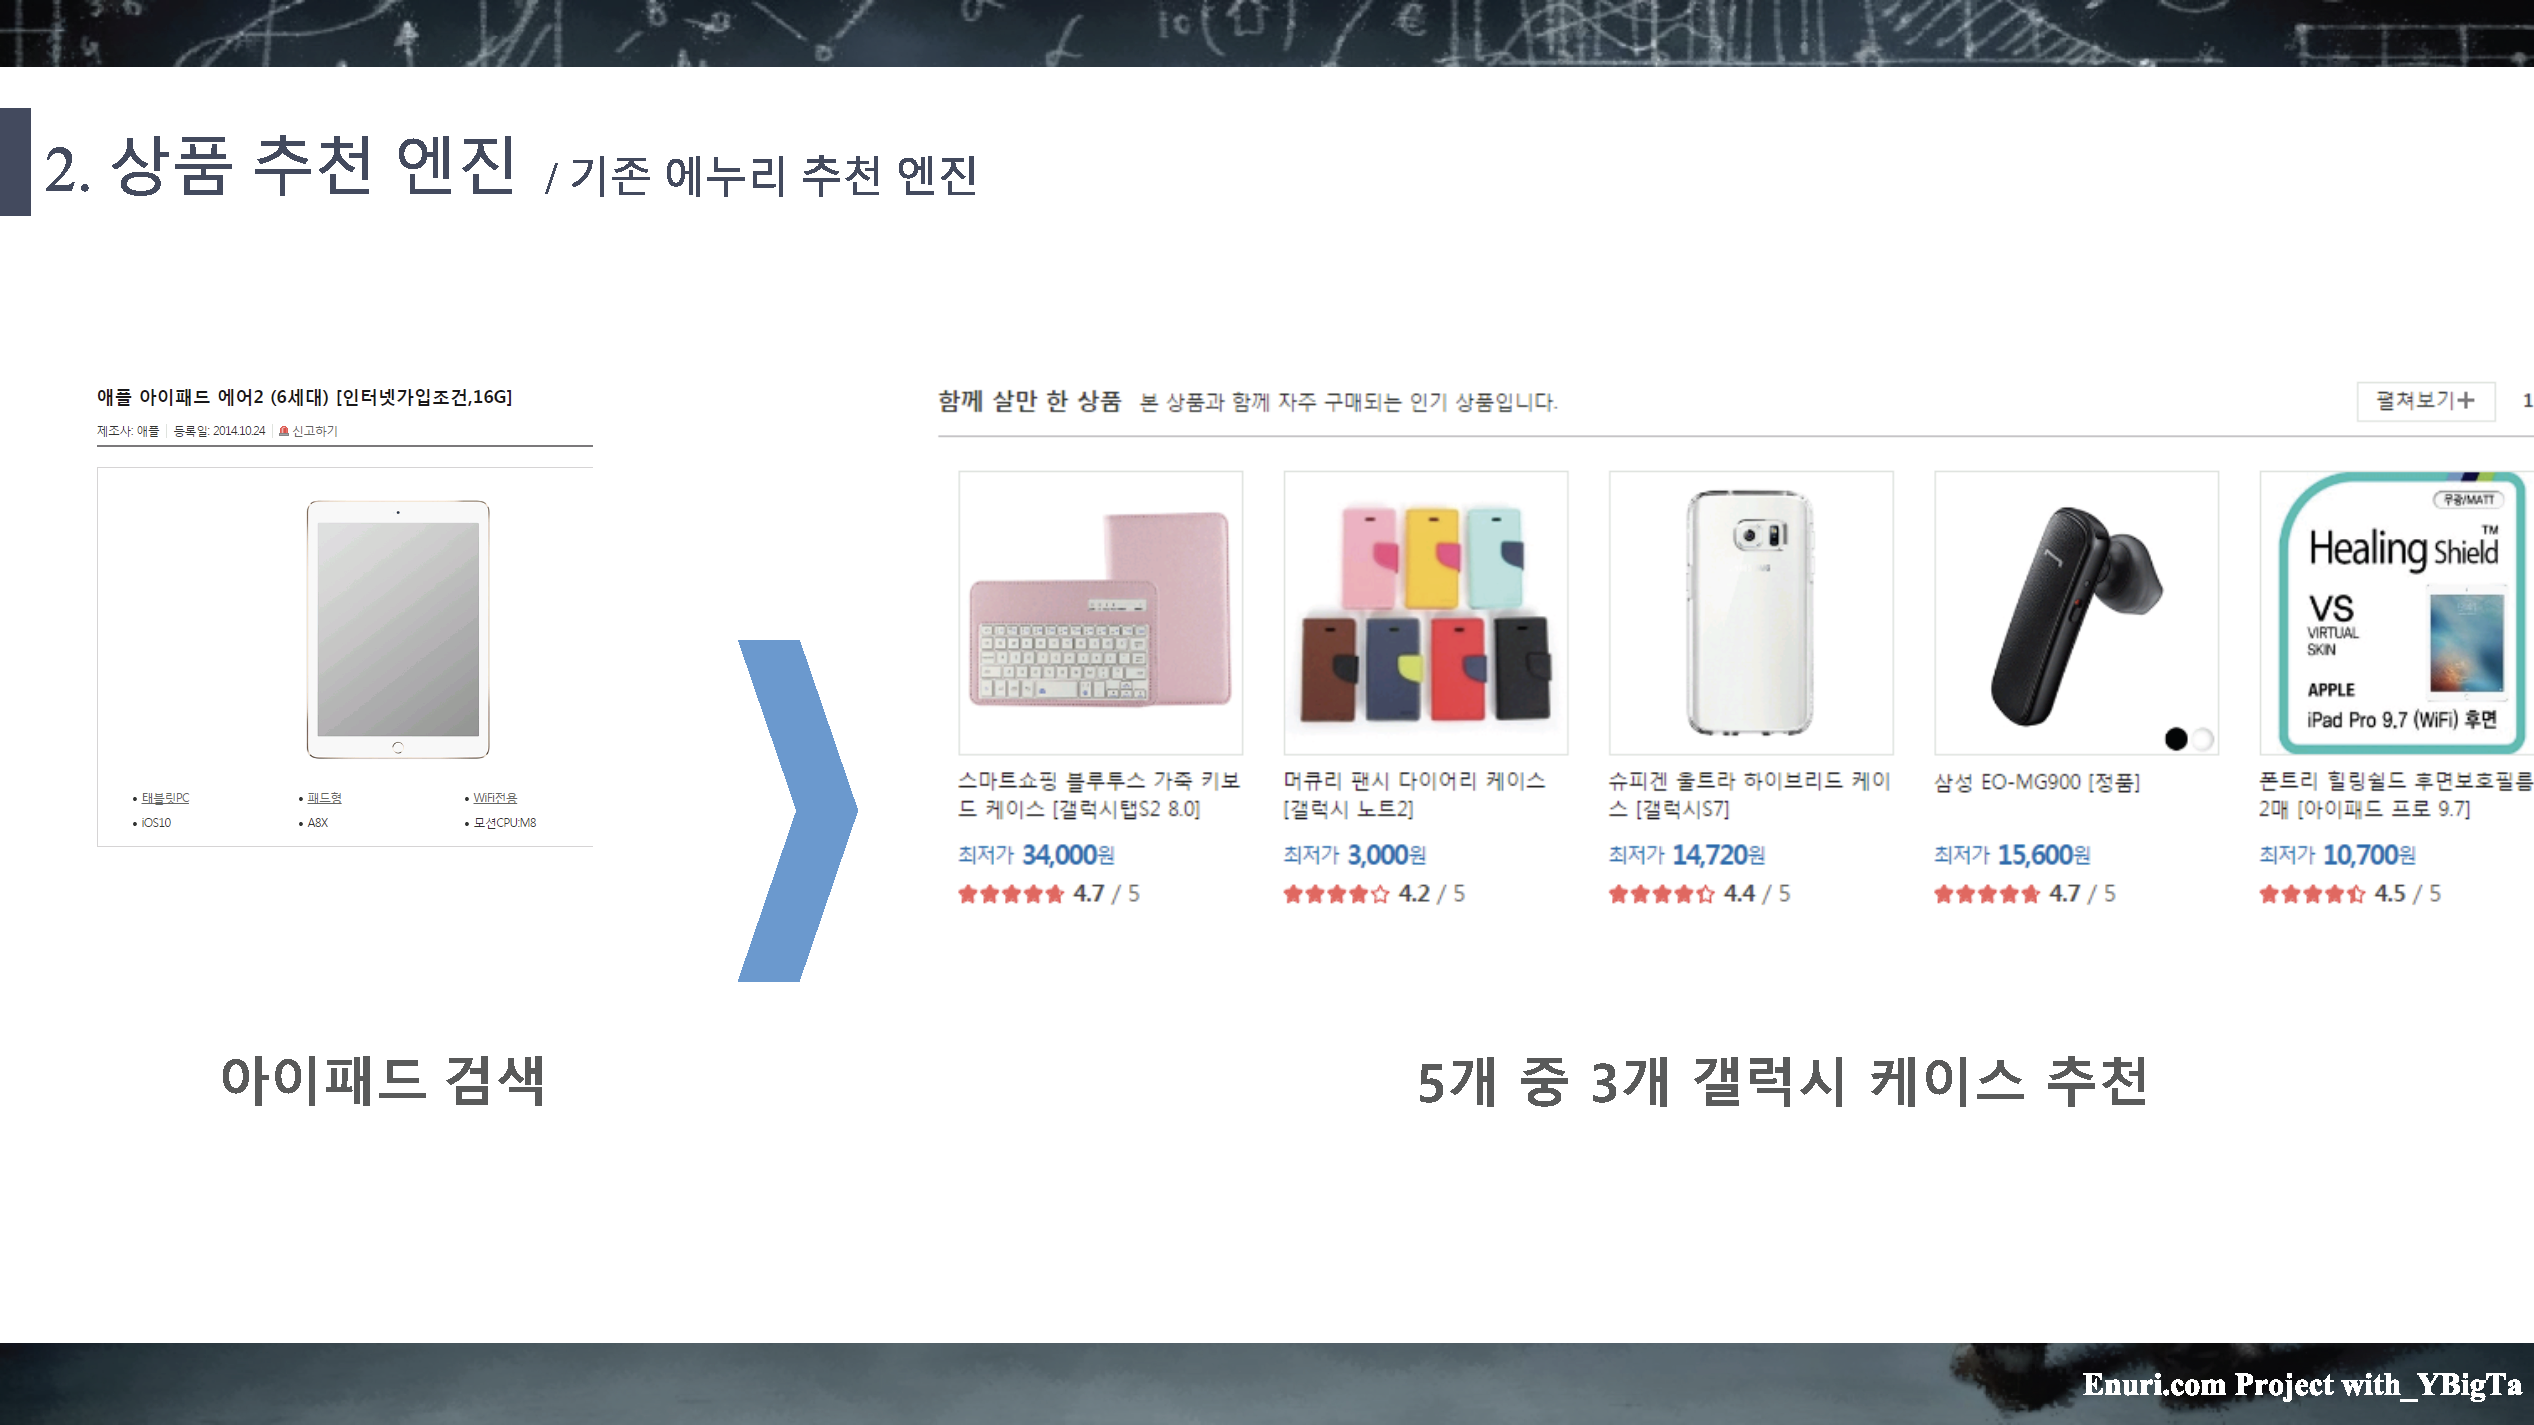 2. 상품 추천 엔진 / 기존 에누리 추천 엔진
애플 아이패드 에어2 (6세대) [인터넷가입조건,16G]
제조사: 애플 등록일: 2014.10.24 신고하기
• 태블릿PC • 패드형 • WiFi전용
• iOS10 • A8X • 모션CPU:M8
아이패드 검색
함께 살만 한 상품 본 상품과 함께 자주 구매되는 인기 상품입니다.
펼쳐보기+ 1
무광/MATT
Healing Shield TM
VS
VIRTUAL
SKIN
APPLE
iPad Pro 9.7 (WiFi) 후면
스마트쇼핑 블루투스 가죽 키보
드 케이스 [갤럭시탭S2 8.0]
최저가 34,000원
4.7 / 5
머큐리 팬시 다이어리 케이스
[갤럭시 노트2]
최저가 3,000원
4.2 / 5
슈피겐 울트라 하이브리드 케이
스 [갤럭시S7]
최저가 14,720원
4.4 / 5
삼성 EO-MG900 [정품]
최저가 15,600원
4.7 / 5
폰트리 힐링쉴드 후면보호필름
2매 [아이패드 프로 9.7]
최저가 10,700원
4.5 / 5
5개 중 3개 갤럭시 케이스 추천
Enuri.com Project with_YBigTa